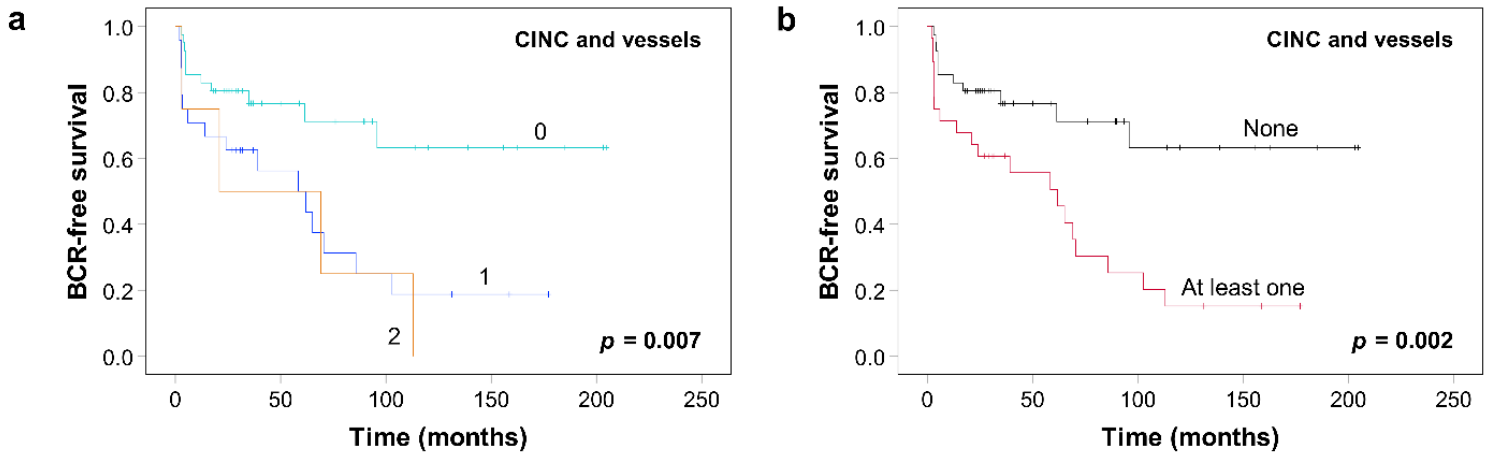 a
CINC and vessels
BCR-free survival
1.0
0.8
0.6
0.4
0.2
0.0
0
1
2
p = 0.007
0 50 100 150 200 250
Time (months)
b
CINC and vessels
BCR-free survival
1.0
0.8
0.6
0.4
0.2
0.0
None
At least one
p = 0.002
0 50 100 150 200 250
Time (months)